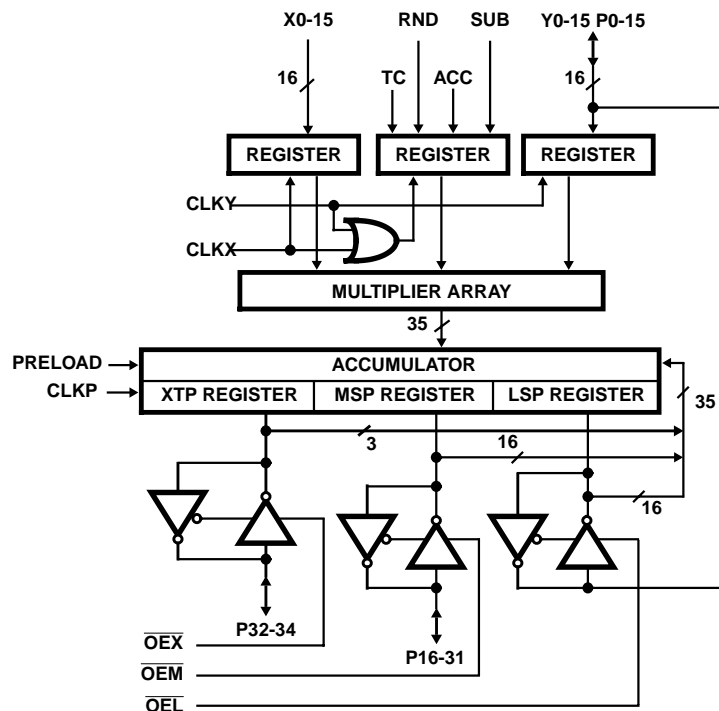 X0-15 RND SUB Y0-15 P0-15
16 TC ACC 16
REGISTER REGISTER REGISTER
CLKY
CLKX
MULTIPLIER ARRAY
35
PRELOAD ACCUMULATOR
CLKP XTP REGISTER MSP REGISTER LSP REGISTER 35
3 16
16
P32-34
OEX P16-31
OEM
OEL